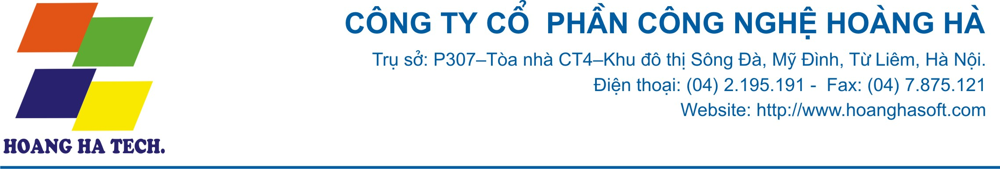 CÔNG TY CỔ PHẦN CÔNG NGHỆ HOÀNG HÀ
Trụ sở: P307–Tòa nhà CT4–Khu đô thị Sông Đà, Mỹ Đình, Từ Liêm, Hà Nội.
Điện thoại: (04) 2.195.191 - Fax: (04) 7.875.121
Website: http://www.hoanghasoft.com
HOANG HA TECH.